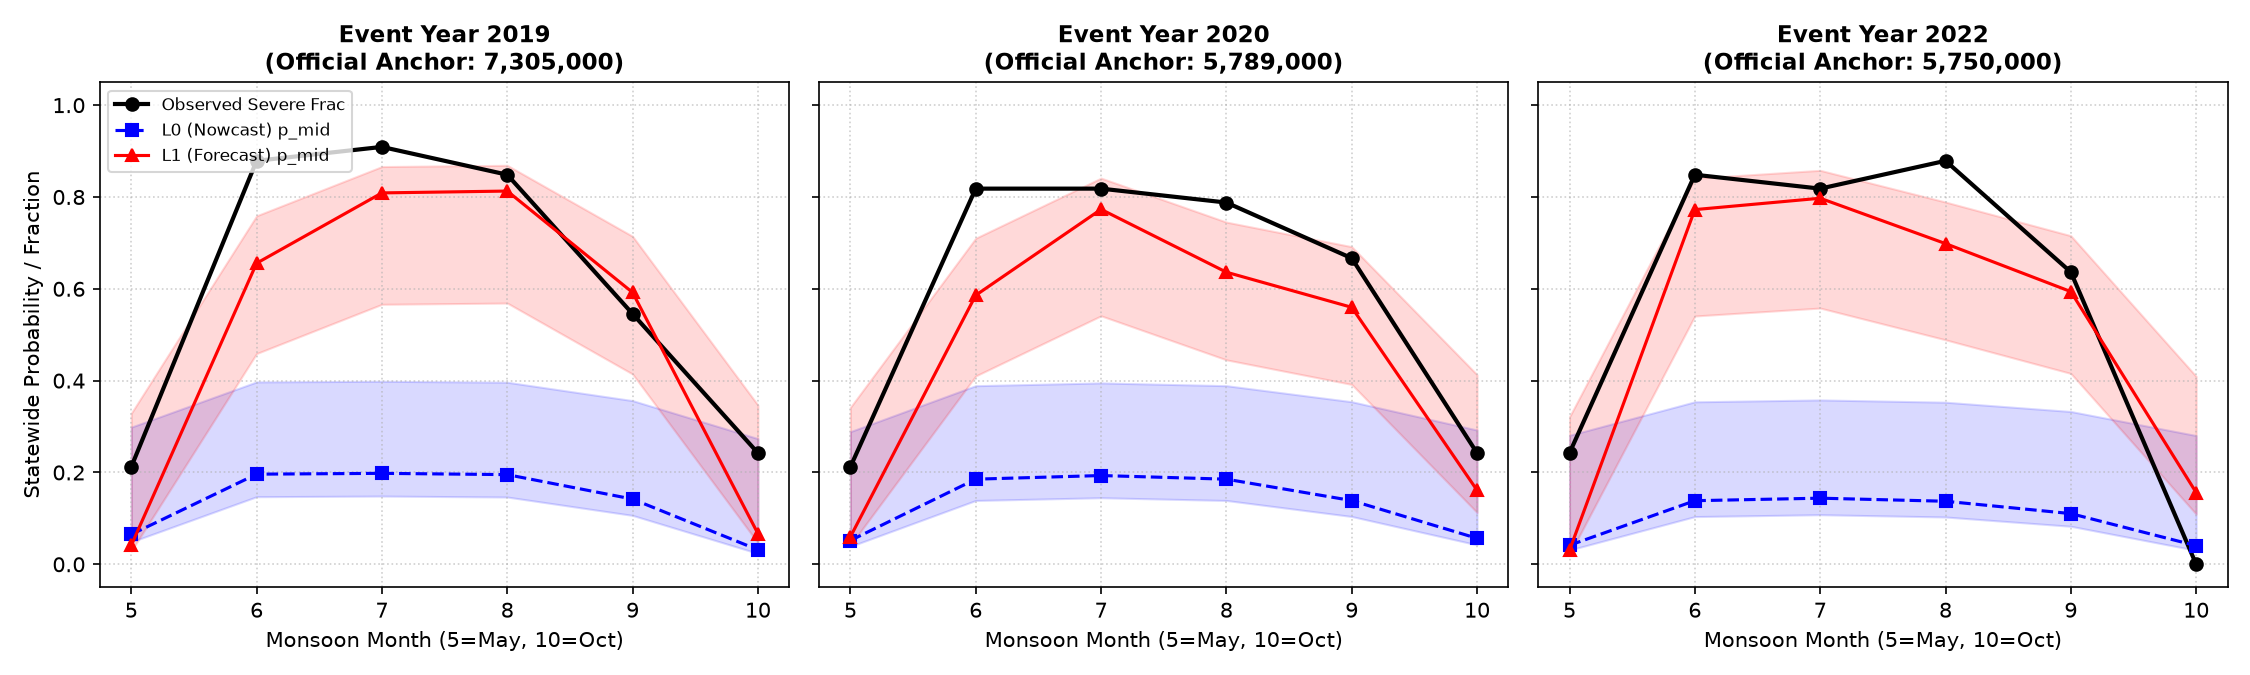 Event Year 2019
(Official Anchor: 7,305,000)
Event Year 2020
(Official Anchor: 5,789,000)
Event Year 2022
(Official Anchor: 5,750,000)
Observed Severe Frac
L0 (Nowcast) p_mid
L1 (Forecast) p_mid
Statewide Probability / Fraction
1.0
0.8
0.6
0.4
0.2
0.0
5 6 7 8 9 10
Monsoon Month (5=May, 10=Oct)
5 6 7 8 9 10
Monsoon Month (5=May, 10=Oct)
5 6 7 8 9 10
Monsoon Month (5=May, 10=Oct)